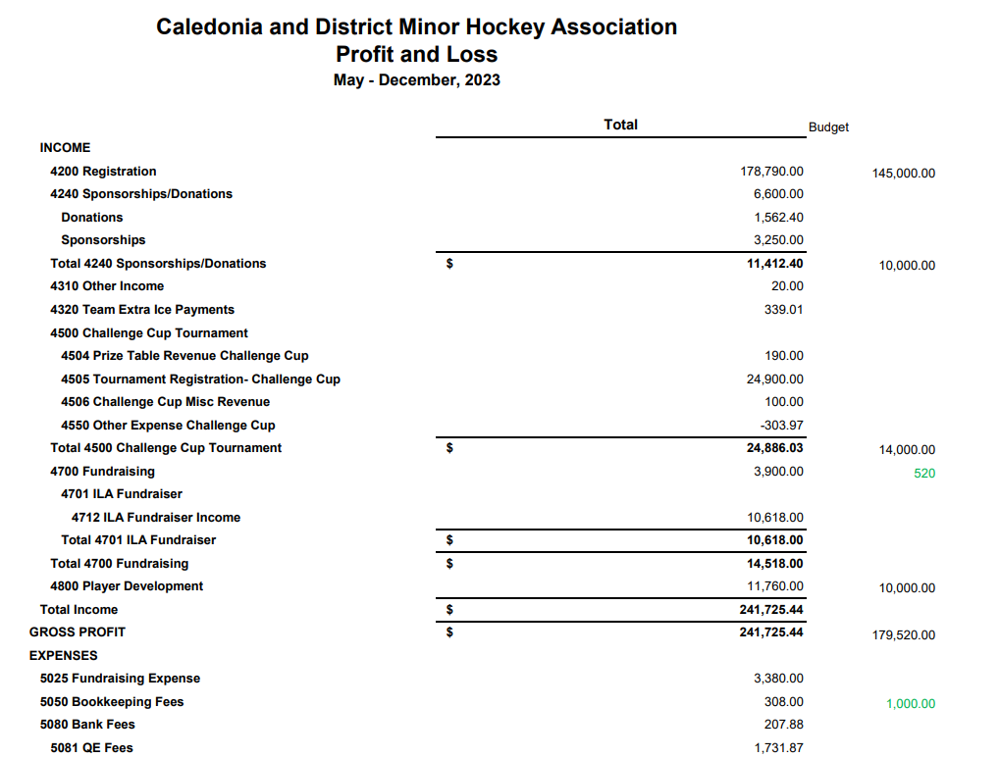 Caledonia and District Minor Hockey Association
Profit and Loss
May - December, 2023
Total Budget
INCOME
4200 Registration 178,790.00 145,000.00
4240 Sponsorships/Donations 6,600.00
Donations 1,562.40
Sponsorships 3,250.00
Total 4240 Sponsorships/Donations $ 11,412.40 10,000.00
4310 Other Income 20.00
4320 Team Extra Ice Payments 339.01
4500 Challenge Cup Tournament
4504 Prize Table Revenue Challenge Cup 190.00
4505 Tournament Registration- Challenge Cup 24,900.00
4506 Challenge Cup Misc Revenue 100.00
4550 Other Expense Challenge Cup -303.97
Total 4500 Challenge Cup Tournament $ 24,886.03 14,000.00
4700 Fundraising 3,900.00 520
4701 ILA Fundraiser
4712 ILA Fundraiser Income 10,618.00
Total 4701 ILA Fundraiser $ 10,618.00
Total 4700 Fundraising $ 14,518.00
4800 Player Development 11,760.00 10,000.00
Total Income $ 241,725.44
GROSS PROFIT $ 241,725.44 179,520.00
EXPENSES
5025 Fundraising Expense 3,380.00
5050 Bookkeeping Fees 308.00 1,000.00
5080 Bank Fees 207.88
5081 QE Fees 1,731.87